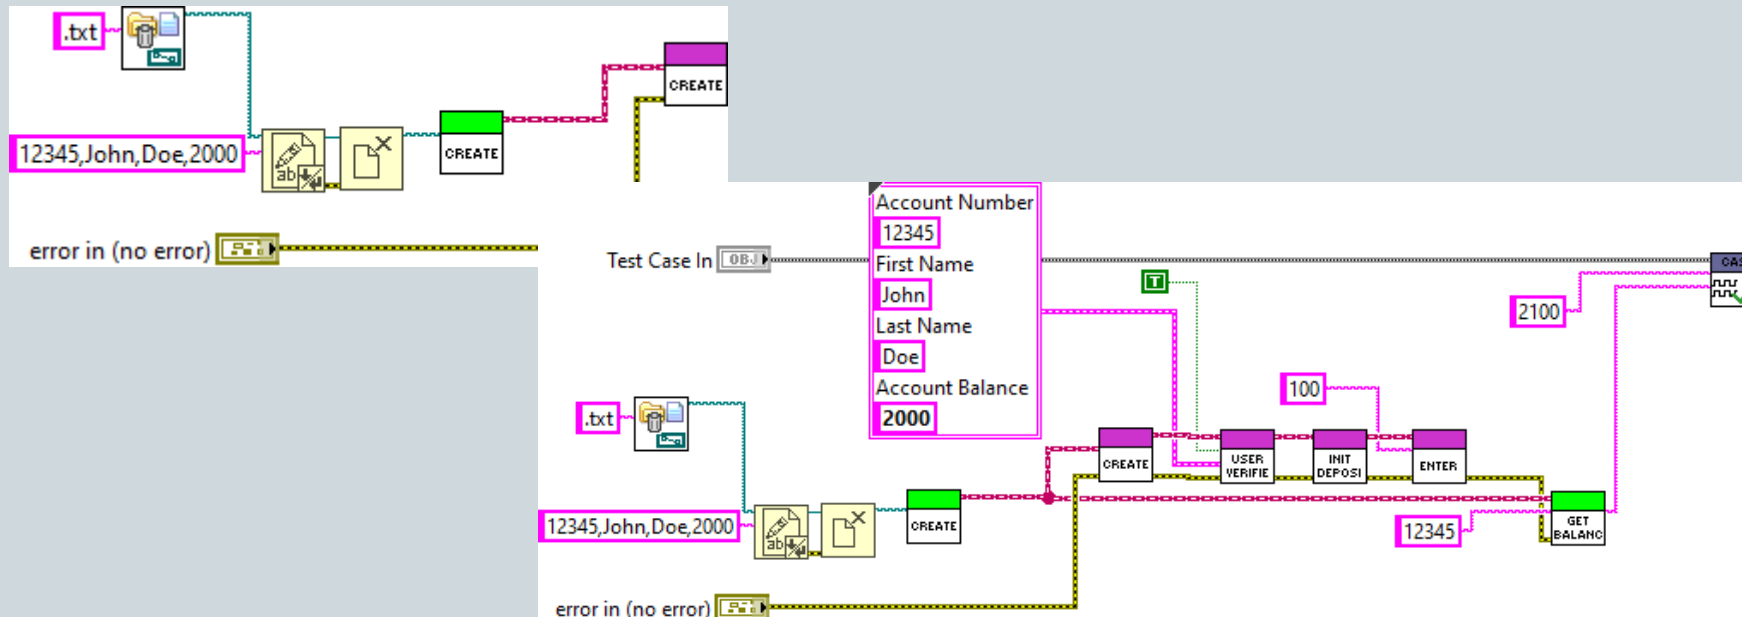 .txt
CREATE
12345,John,Doe,2000
ab
CREATE
error in (no error)
Account Number
12345
First Name
John
Last Name
Doe
Account Balance
2000
Test Case In
OBJ
T
2100
100
.txt
CREATE
USER
VERIFIE
INIT
DEPOSI
ENTER
12345,John,Doe,2000
ab
CREATE
12345
GET
BALANC
error in (no error)